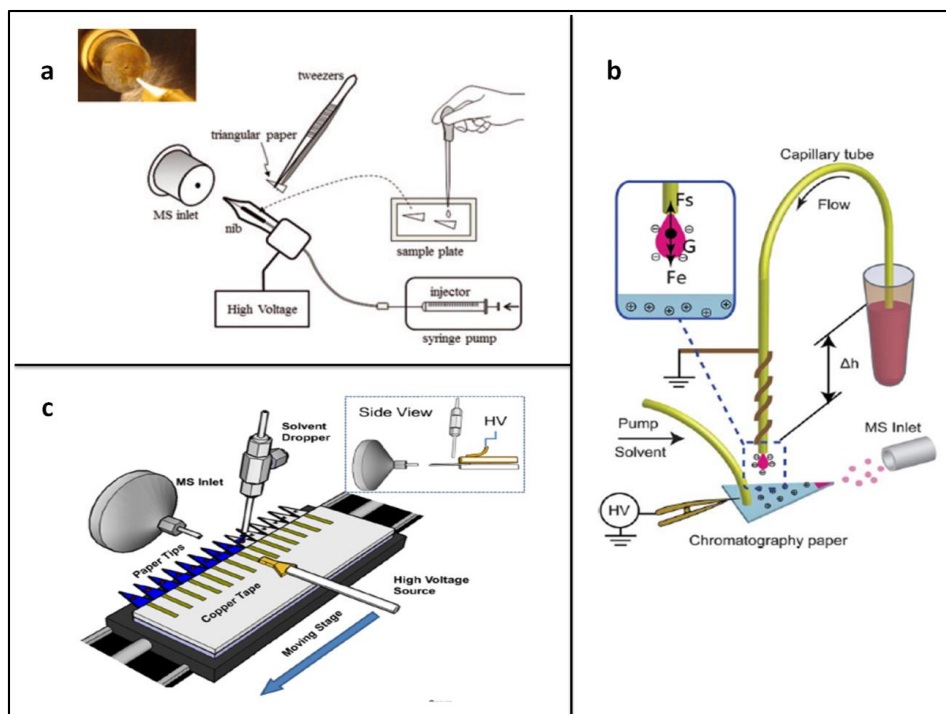 a
tweezers
triangular paper
MS inlet
nib
sample plate
High Voltage
injector
syringe pump
b
Capillary tube
Flow
Fs
G
Fe
Δh
Pump
Solvent
MS Inlet
HV
Chromatography paper
c
Solvent
Dropper
Side View
HV
MS Inlet
Paper Tips
Copper Tape
High Voltage
Source
Moving Stage